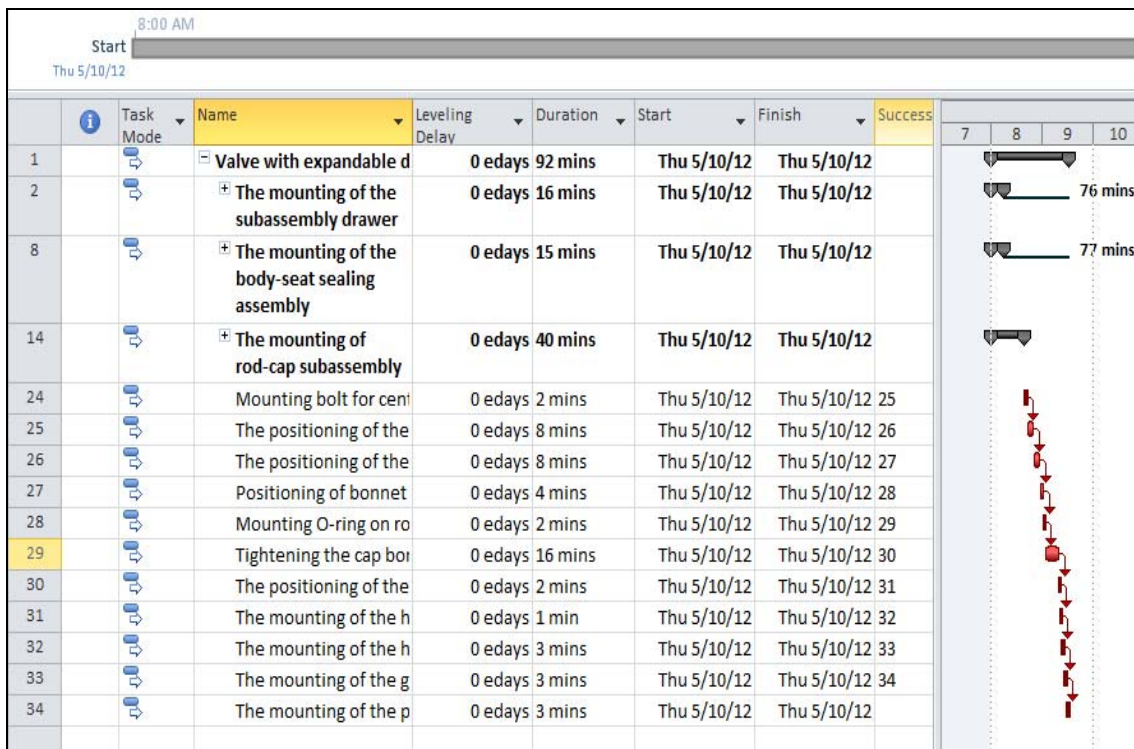 8:00 AM
Start
Thu 5/10/12
Task Mode Name Leveling Delay Duration Start Finish Success
7 8 9 10
1 Valve with expandable d 0 edays 92 mins Thu 5/10/12 Thu 5/10/12
2 The mounting of the 0 edays 16 mins Thu 5/10/12 Thu 5/10/12 76 mins
subassembly drawer
8 The mounting of the 0 edays 15 mins Thu 5/10/12 Thu 5/10/12 77 mins
body-seat sealing
assembly
14 The mounting of 0 edays 40 mins Thu 5/10/12 Thu 5/10/12
rod-cap subassembly
24 Mounting bolt for cent 0 edays 2 mins Thu 5/10/12 Thu 5/10/12 25
25 The positioning of the 0 edays 8 mins Thu 5/10/12 Thu 5/10/12 26
26 The positioning of the 0 edays 8 mins Thu 5/10/12 Thu 5/10/12 27
27 Positioning of bonnet 0 edays 4 mins Thu 5/10/12 Thu 5/10/12 28
28 Mounting O-ring on ro 0 edays 2 mins Thu 5/10/12 Thu 5/10/12 29
29 Tightening the cap bor 0 edays 16 mins Thu 5/10/12 Thu 5/10/12 30
30 The positioning of the 0 edays 2 mins Thu 5/10/12 Thu 5/10/12 31
31 The mounting of the h 0 edays 1 min Thu 5/10/12 Thu 5/10/12 32
32 The mounting of the h 0 edays 3 mins Thu 5/10/12 Thu 5/10/12 33
33 The mounting of the g 0 edays 3 mins Thu 5/10/12 Thu 5/10/12 34
34 The mounting of the p 0 edays 3 mins Thu 5/10/12 Thu 5/10/12